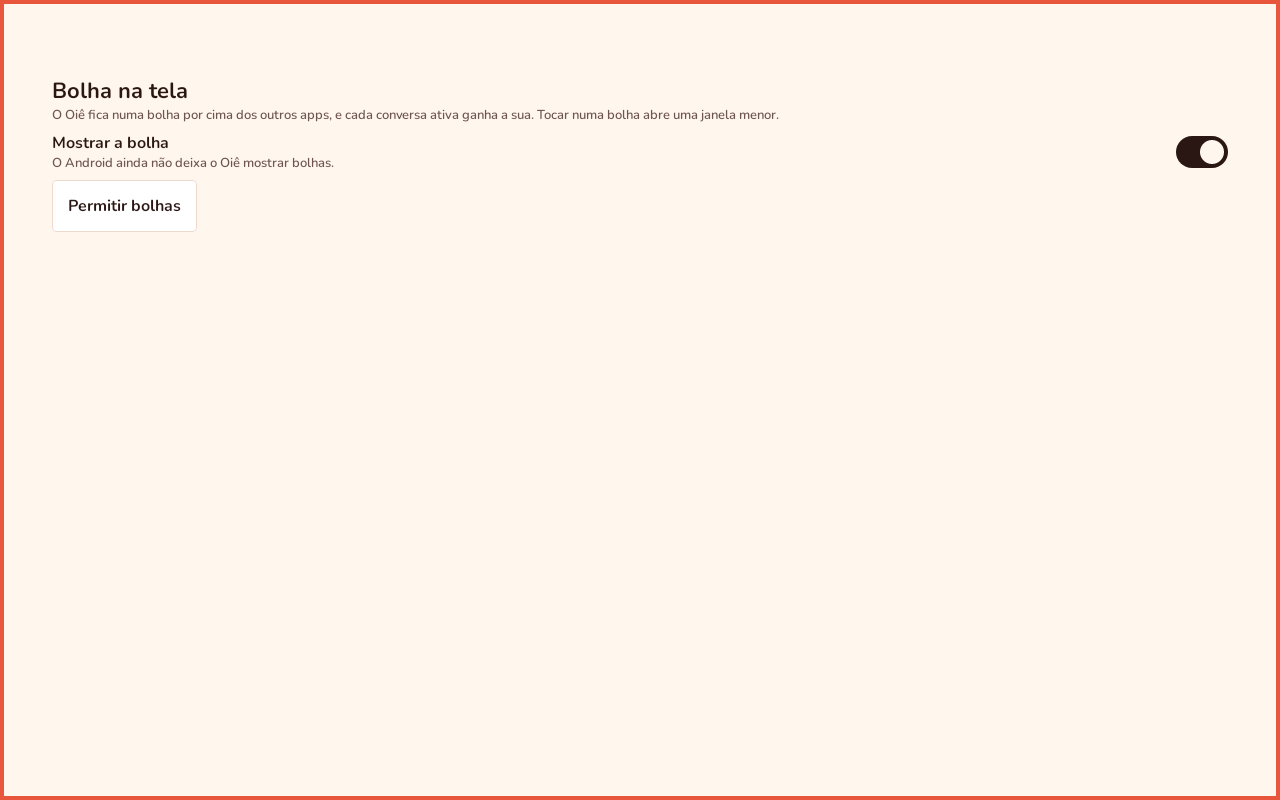 Bolha na tela
O Oiê fica numa bolha por cima dos outros apps, e cada conversa ativa ganha a sua. Tocar numa bolha abre uma janela menor.
Mostrar a bolha
O Android ainda não deixa o Oiê mostrar bolhas.
Permitir bolhas